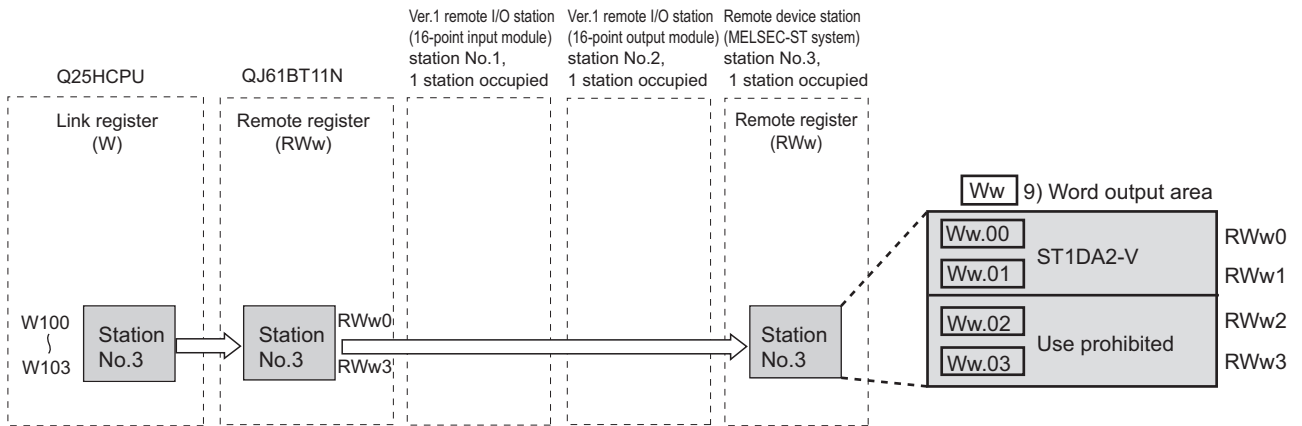 Q25HCPU
QJ61BT11N
Ver.1 remote I/O station
(16-point input module)
station No.1,
1 station occupied
Ver.1 remote I/O station
(16-point output module)
station No.2,
1 station occupied
Remote device station
(MELSEC-ST system)
station No.3,
1 station occupied
Link register
(W)
Remote register
(RWw)
Remote register
(RWw)
W100
W103
Station
No.3
Station
No.3
RWw0
RWw3
Station
No.3
Ww 9) Word output area
Ww.00
Ww.01
ST1DA2-V
RWw0
RWw1
Ww.02
Ww.03
Use prohibited
RWw2
RWw3